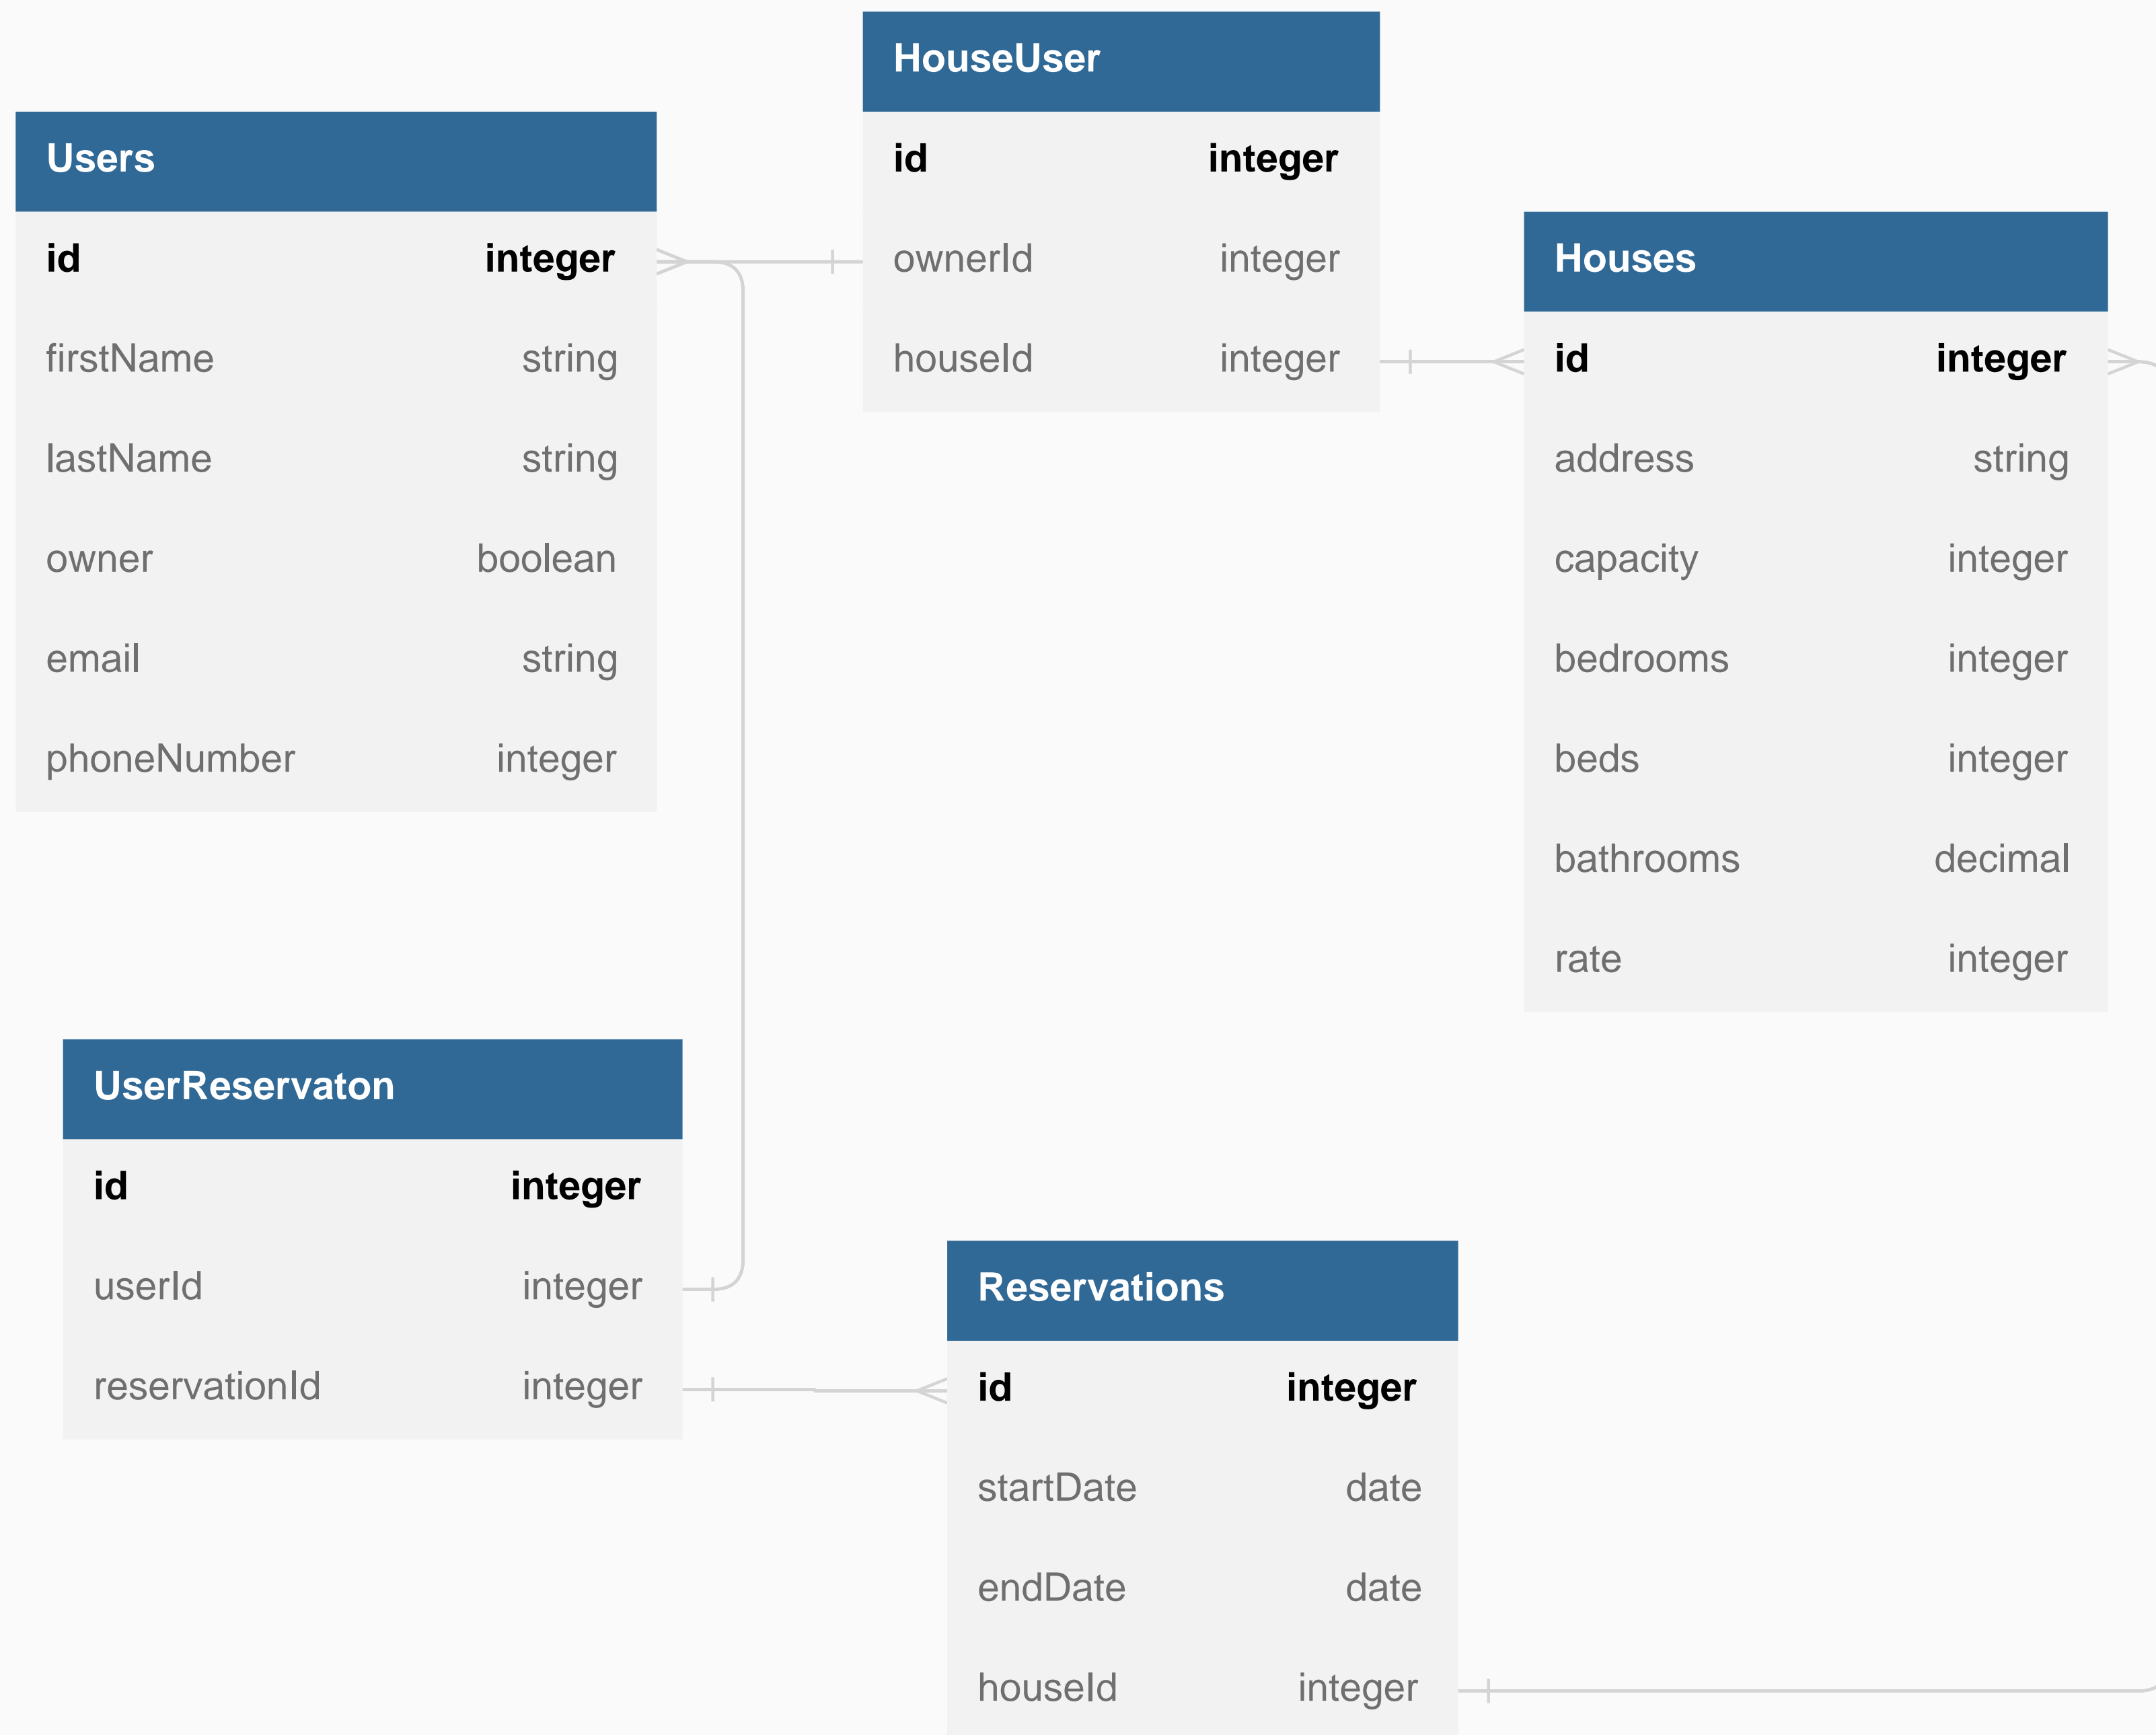 HouseUser
id integer
ownerId integer
houseId integer
Users
id integer
firstName string
lastName string
owner boolean
email string
phoneNumber integer
Houses
id integer
address string
capacity integer
bedrooms integer
beds integer
bathrooms decimal
rate integer
UserReservaton
id integer
userId integer
reservationId integer
Reservations
id integer
startDate date
endDate date
houseId integer